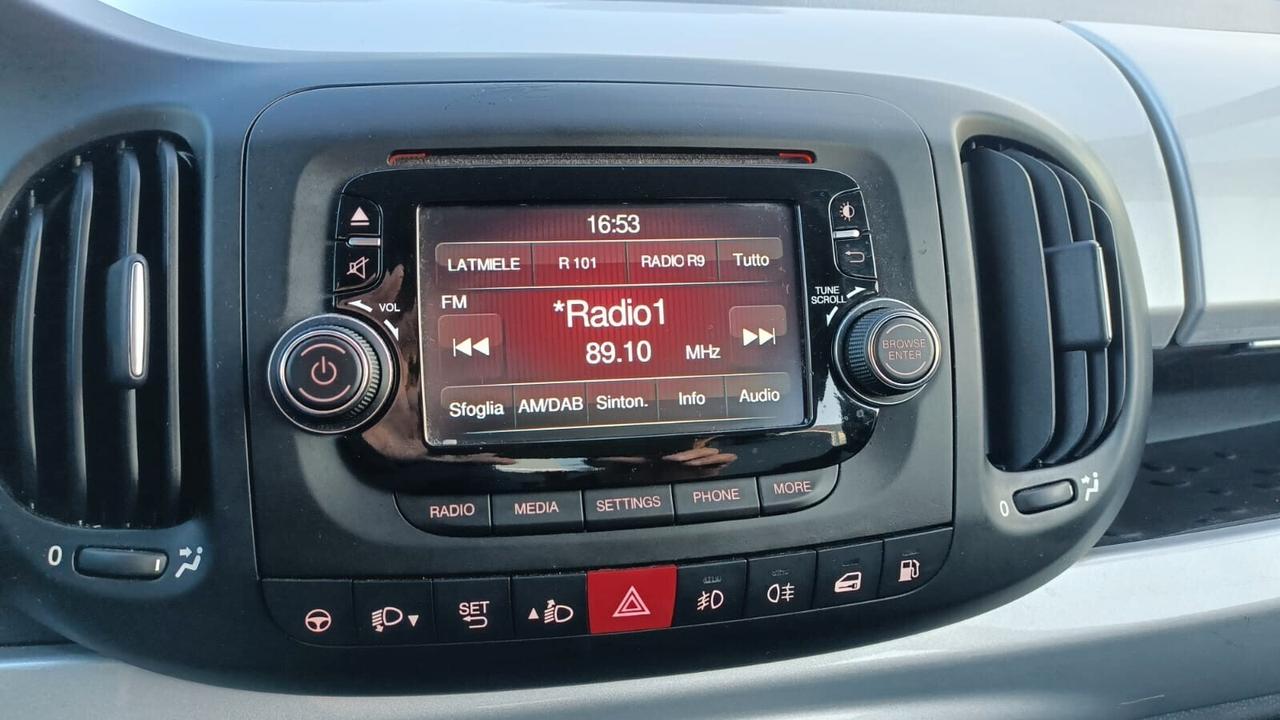 16:53
LATMIELE R 101 RADIO R9 Tutto
FM
*Radio1
89.10 MHz
Sfoglia AM/DAB Sinton. Info Audio
VOL
TUNE
SCROLL
BROWSE
ENTER
RADIO MEDIA SETTINGS PHONE MORE
0
0
SET